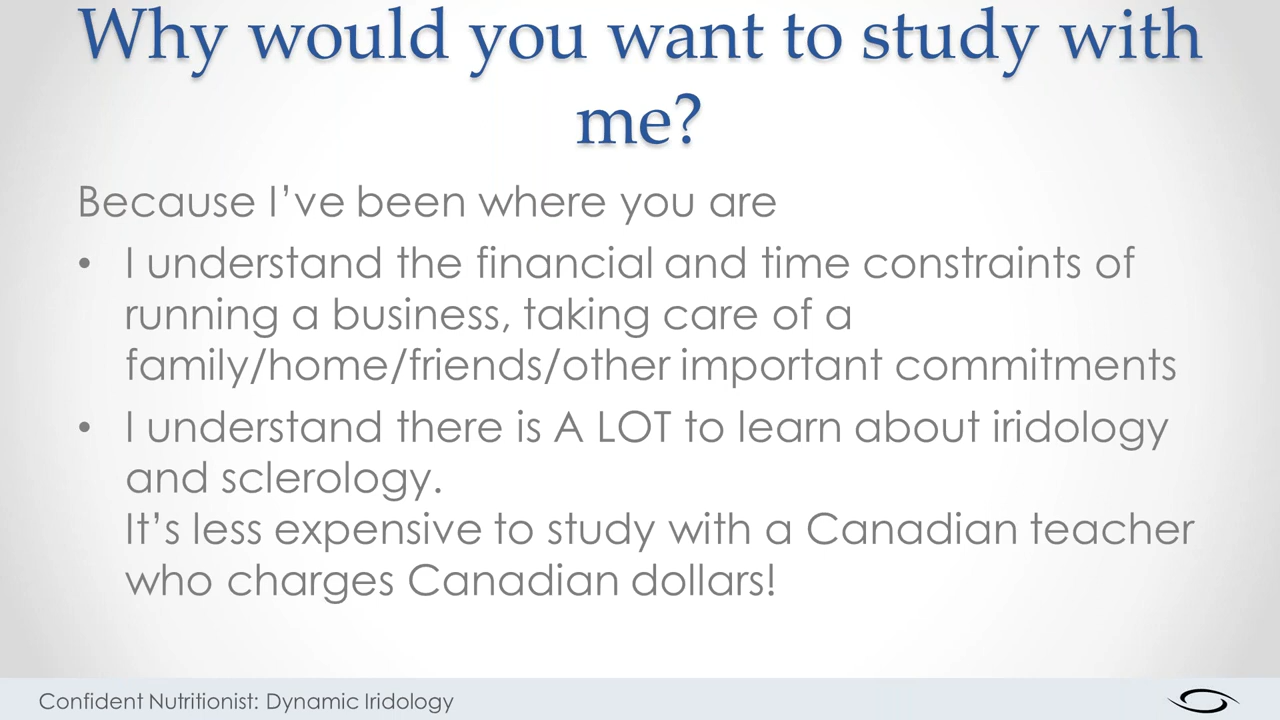 Why would you want to study with
me?
Because I’ve been where you are
• I understand the financial and time constraints of
running a business, taking care of a
family/home/friends/other important commitments
• I understand there is A LOT to learn about iridology
and sclerology.
It’s less expensive to study with a Canadian teacher
who charges Canadian dollars!
Confident Nutritionist: Dynamic Iridology